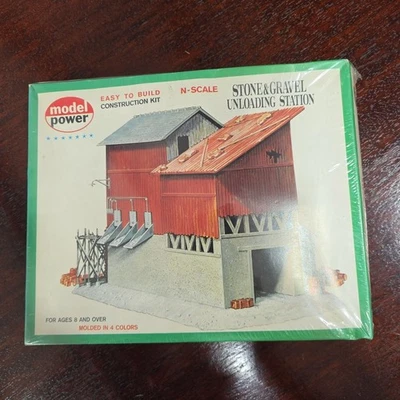 model
power
EASY TO BUILD
CONSTRUCTION KIT
N-SCALE
STONE & GRAVEL
UNLOADING STATION
FOR AGES 8 AND OVER
MOLDED IN 4 COLORS